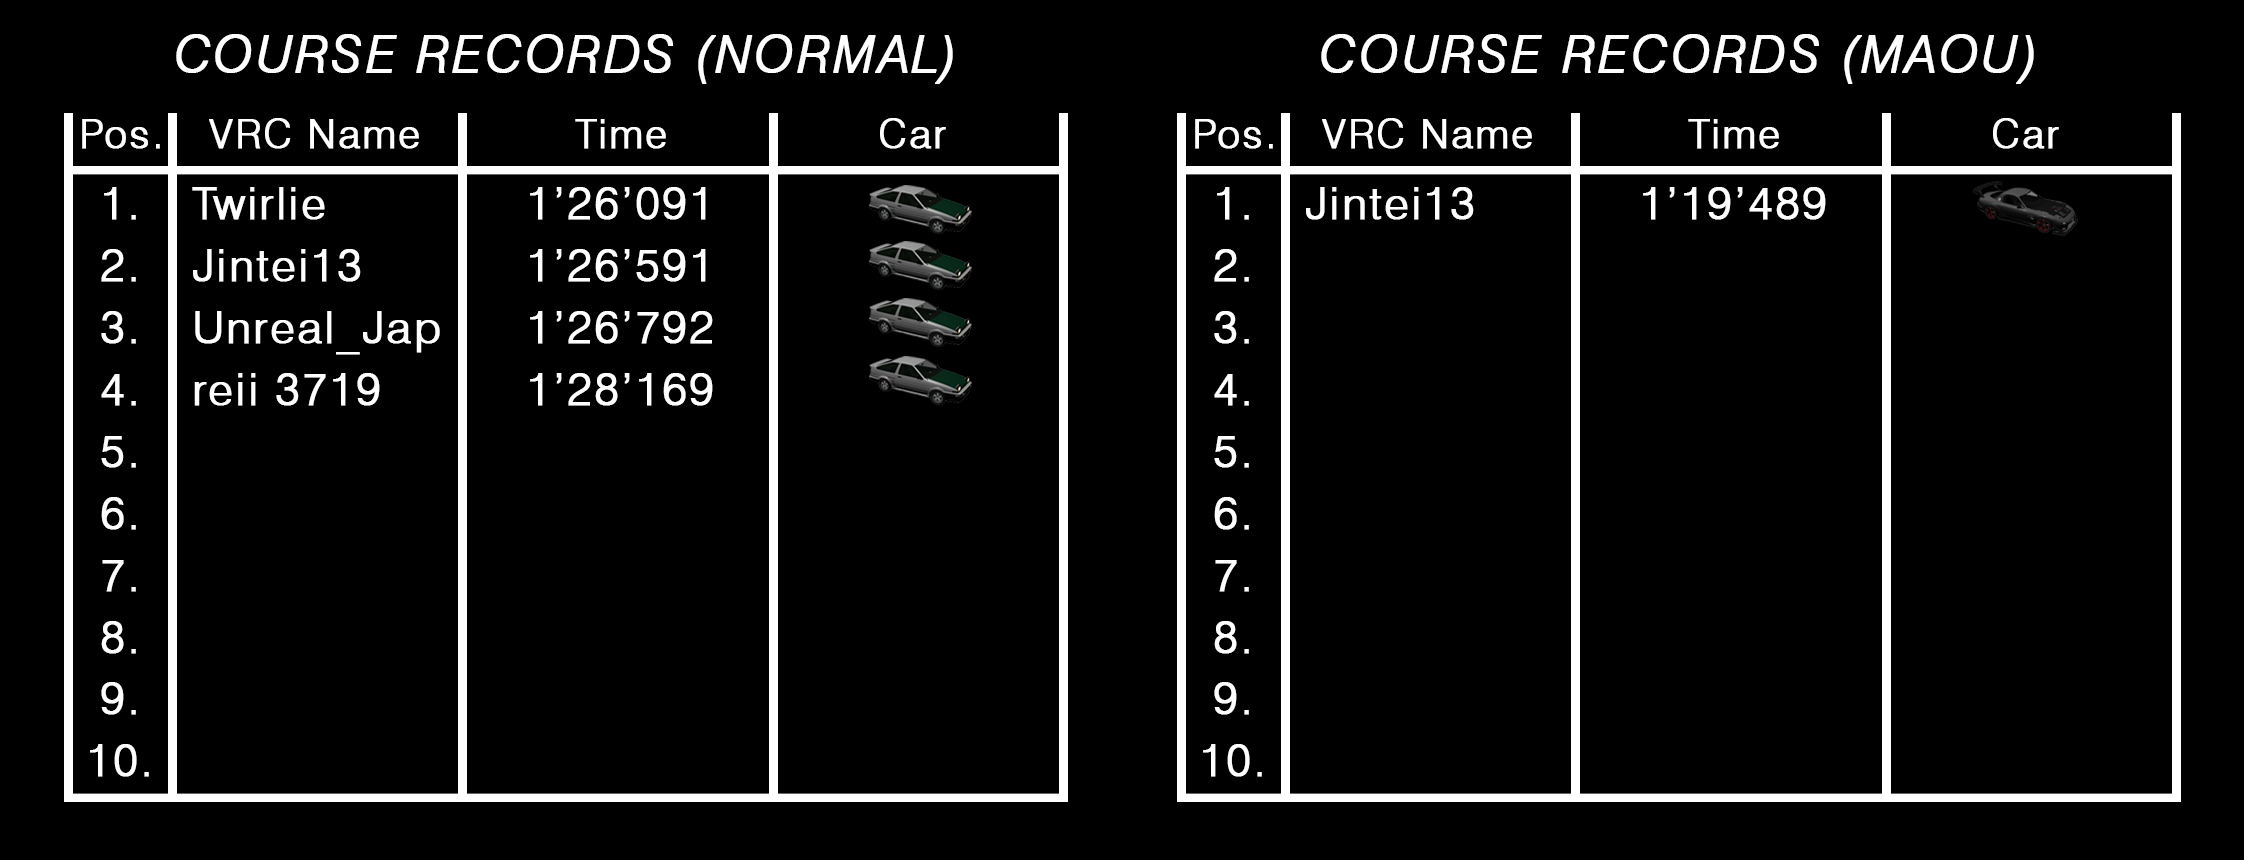 COURSE RECORDS (NORMAL)
Pos. VRC Name Time Car
1. Twirlie 1’26’091
2. Jintei13 1’26’591
3. Unreal_Jap 1’26’792
4. reii 3719 1’28’169
5.
6.
7.
8.
9.
10.
COURSE RECORDS (MAOU)
Pos. VRC Name Time Car
1. Jintei13 1’19’489
2.
3.
4.
5.
6.
7.
8.
9.
10.